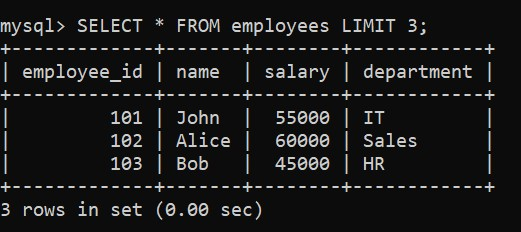 mysql> SELECT * FROM employees LIMIT 3;
+-------------+-------+--------+------------+
| employee_id | name  | salary | department |
+-------------+-------+--------+------------+
|         101 | John  |  55000 | IT         |
|         102 | Alice |  60000 | Sales      |
|         103 | Bob   |  45000 | HR         |
+-------------+-------+--------+------------+
3 rows in set (0.00 sec)